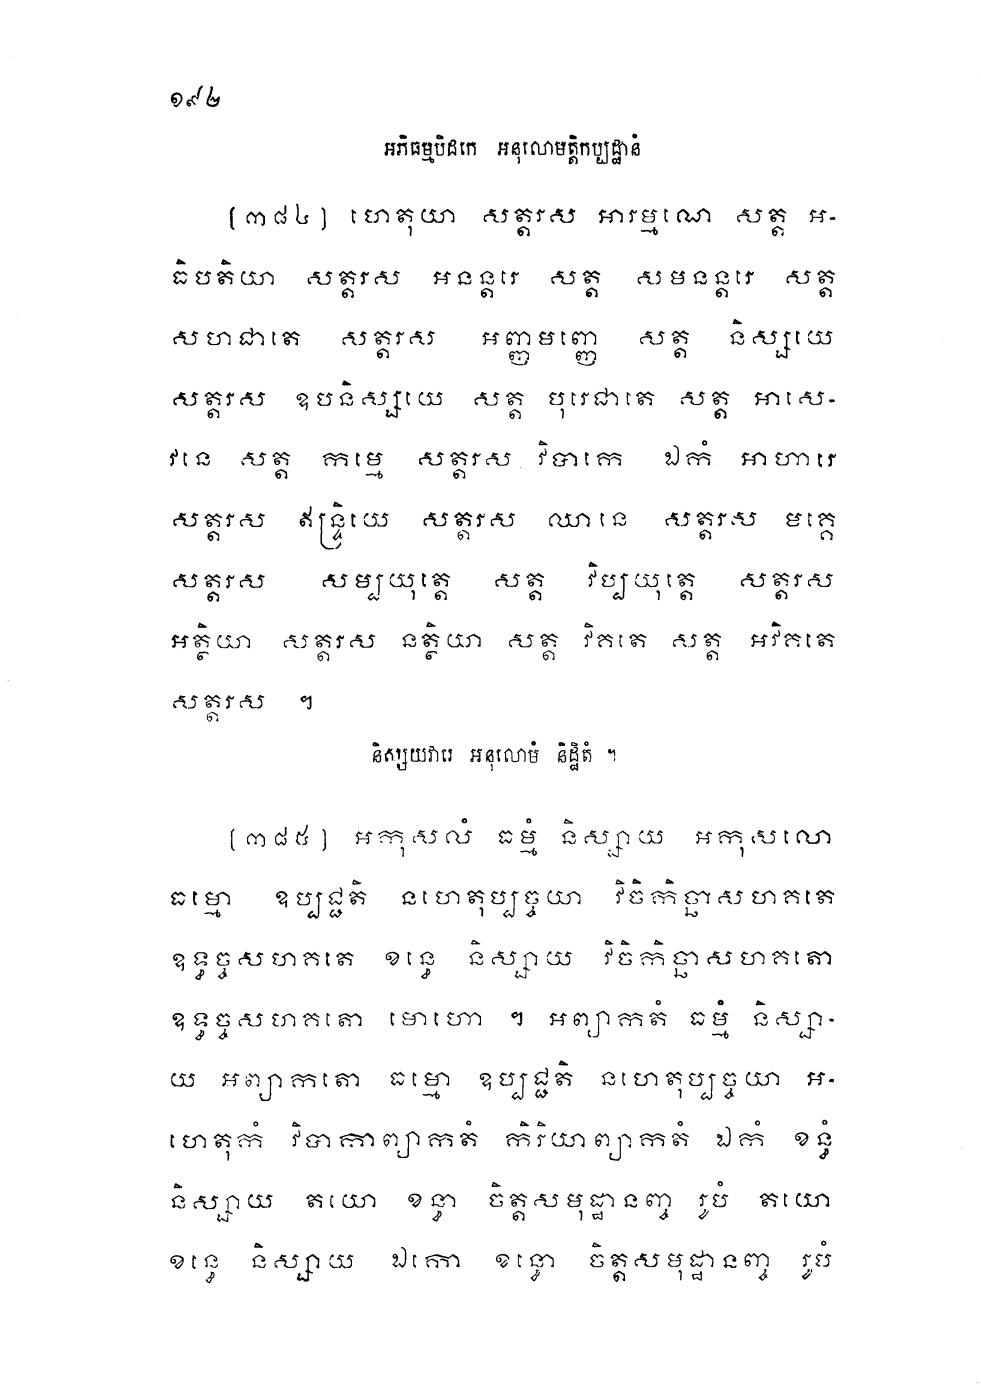 ១៩២
អភិធម្មបិដកេ អនុលោមត្តិកប្បដ្ឋានំ
[៣៨៤] ហេតុយា សត្តរស អារម្មណេ សត្ត អ-
ធិបតិយា សត្តរស អនន្តរេ សត្ត សមនន្តរេ សត្ត
សហជាតេ សត្តរស អញ្ញមញ្ញេ សត្ត និស្សយេ
សត្តរស ឧបនិស្សយេ សត្ត បុរេជាតេ សត្ត អាសេ-
វនេ សត្ត កម្មេ សត្តរស វិបាកេ ឯកំ អាហារេ
សត្តរស ឥន្ទ្រិយេ សត្តរស ឈានេ សត្តរស មគ្គេ
សត្តរស សម្បយុត្តេ សត្ត វិប្បយុត្តេ សត្តរស
អត្ថិយា សត្តរស នត្ថិយា សត្ត វិគតេ សត្ត អវិគតេ
សត្តរស ។
និស្សយវារេ អនុលោមំ និដ្ឋិតំ ។
[៣៨៥] អកុសលំ ធម្មំ និស្សាយ អកុសលោ
ធម្មោ ឧប្បជ្ជតិ នហេតុប្បច្ចយា វិចិកិច្ឆាសហគតេ
ឧទ្ធច្ចសហគតេ ខន្ធេ និស្សាយ វិចិកិច្ឆាសហគតោ
ឧទ្ធច្ចសហគតោ មោហោ ។ អព្យាកតំ ធម្មំ និស្សា-
យ អព្យាកតោ ធម្មោ ឧប្បជ្ជតិ នហេតុប្បច្ចយា អ-
ហេតុកំ វិបាកាព្យាកតំ កិរិយាព្យាកតំ ឯកំ ខន្ធំ
និស្សាយ តយោ ខន្ធា ចិត្តសមុដ្ឋានញ្ច រូបំ តយោ
ខន្ធេ និស្សាយ ឯកោ ខន្ធោ ចិត្តសមុដ្ឋានញ្ច រូបំ